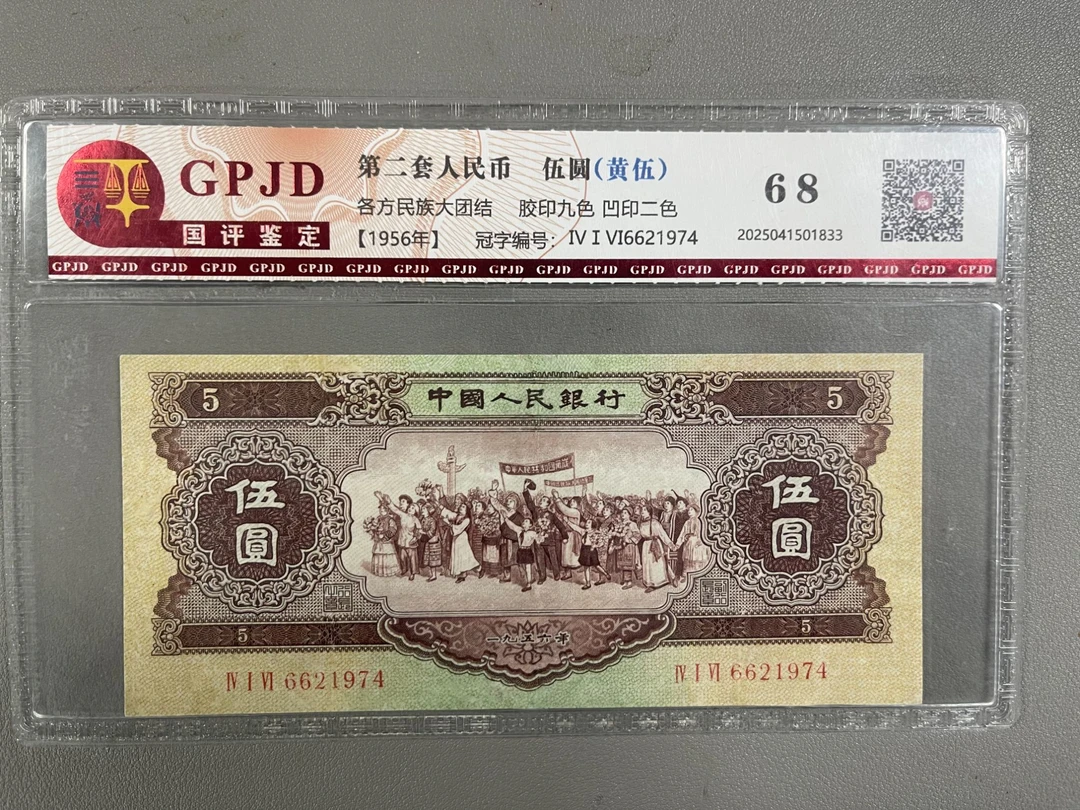 GPJD
国评鉴定
第二套人民币 伍圆(黄伍)
各方民族大团结 胶印九色 凹印二色
【1956年】 冠字编号：Ⅳ Ⅰ Ⅵ6621974
68
2025041501833
GPJD GPJD GPJD GPJD GPJD GPJD GPJD GPJD GPJD GPJD GPJD GPJD GPJD GPJD GPJD GPJD GPJD GPJD GPJD GPJD
5 中國人民銀行 5
伍圓
伍圓
5 一九五六年 5
Ⅳ Ⅰ Ⅵ 6621974
Ⅳ Ⅰ Ⅵ 6621974